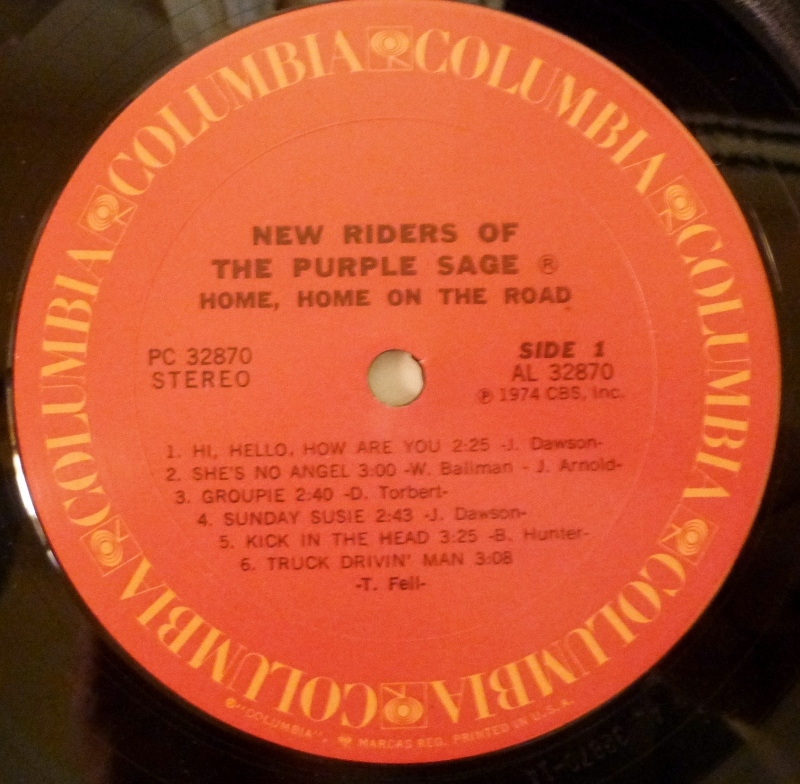 COLUMBIA COLUMBIA COLUMBIA COLUMBIA COLUMBIA COLUMBIA
NEW RIDERS OF
THE PURPLE SAGE ®
HOME, HOME ON THE ROAD
PC 32870
STEREO
SIDE 1
AL 32870
℗ 1974 CBS, Inc.
1. HI, HELLO, HOW ARE YOU 2:25 -J. Dawson-
2. SHE'S NO ANGEL 3:00 -W. Ballman - J. Arnold-
3. GROUPIE 2:40 -D. Torbert-
4. SUNDAY SUSIE 2:43 -J. Dawson-
5. KICK IN THE HEAD 3:25 -B. Hunter-
6. TRUCK DRIVIN' MAN 3:08
-T. Fell-
"COLUMBIA", MARCAS REG. PRINTED IN U.S.A.